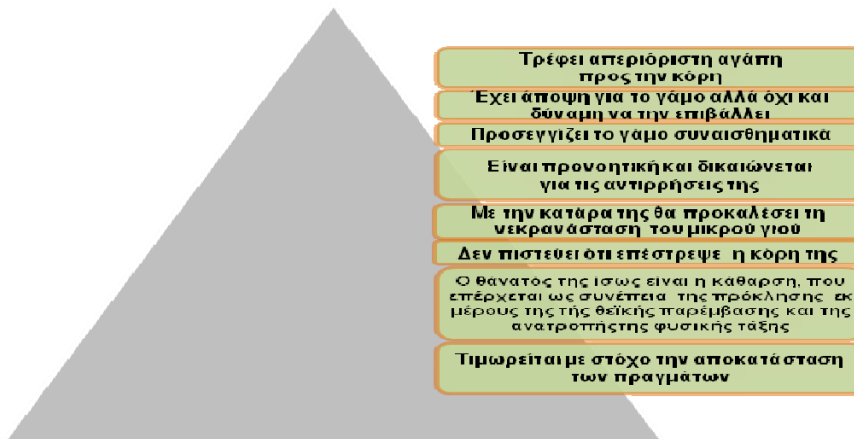 Τρέφει απεριόριστη αγάπη
προς την κόρη
Έχει άποψη για το γάμο αλλά όχι και
δύναμη να την επιβάλλει
Προσεγγίζει το γάμο συναισθηματικά
Είναι προνοητική και δικαιώνεται
για τις αντιρρήσεις της
Με την κατάρα της θα προκαλέσει τη
νεκρανάσταση του μικρού γιού
Δεν πιστεύει ότι επέστρεψε η κόρη της
Ο θάνατος της ίσως είναι η κάθαρση, που
επέρχεται ως συνέπεια της πρόκλησης εκ
μέρους της τής θεϊκής παρέμβασης και της
ανατροπής της φυσικής τάξης
Τιμωρείται με στόχο την αποκατάσταση
των πραγμάτων